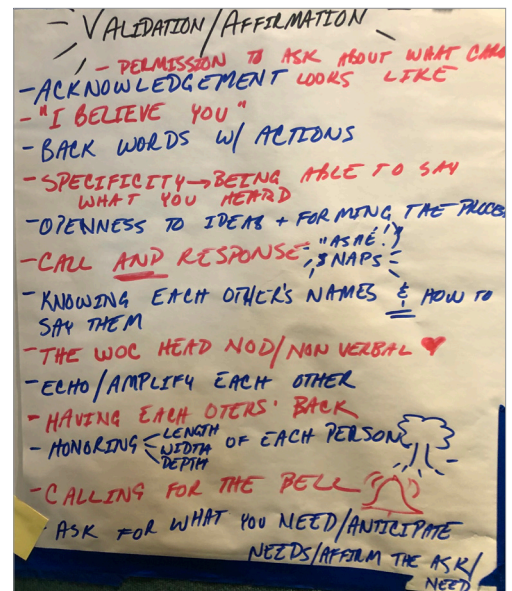 - VALIDATION/AFFIRMATION
- PERMISSION TO ASK ABOUT WHAT CARE
LOOKS LIKE
- ACKNOWLEDGEMENT
- "I BELIEVE YOU"
- BACK WORDS W/ ACTIONS
- SPECIFICITY→BEING ABLE TO SAY
WHAT YOU HEARD
- OPENNESS TO IDEAS + FORMING THE PROCES
- CALL AND RESPONSE: "ASHE!"
SNAPS
- KNOWING EACH OTHER'S NAMES & HOW TO
SAY THEM
- THE WOC HEAD NOD/NON VERBAL ♥
- ECHO/AMPLIFY EACH OTHER
- HAVING EACH OTERS' BACK
- HONORING < LENGTH
WIDTH
DEPTH
OF EACH PERSON
- CALLING FOR THE BELL
- ASK FOR WHAT YOU NEED/ANTICIPATE
NEEDS/AFFIRM THE ASK/
NEED